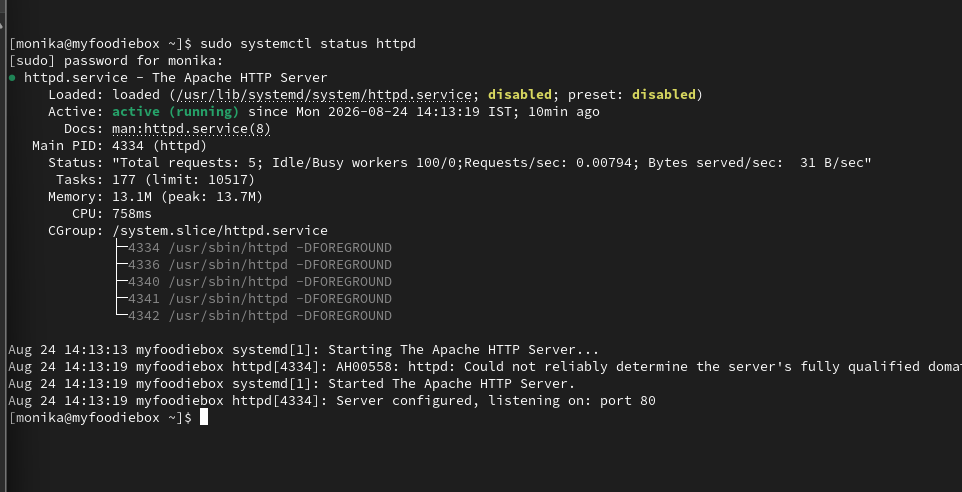 [monika@myfoodiebox ~]$ sudo systemctl status httpd
[sudo] password for monika:
● httpd.service - The Apache HTTP Server
     Loaded: loaded (/usr/lib/systemd/system/httpd.service; disabled; preset: disabled)
     Active: active (running) since Mon 2026-08-24 14:13:19 IST; 10min ago
       Docs: man:httpd.service(8)
   Main PID: 4334 (httpd)
     Status: "Total requests: 5; Idle/Busy workers 100/0;Requests/sec: 0.00794; Bytes served/sec:  31 B/sec"
      Tasks: 177 (limit: 10517)
     Memory: 13.1M (peak: 13.7M)
        CPU: 758ms
     CGroup: /system.slice/httpd.service
             ├─4334 /usr/sbin/httpd -DFOREGROUND
             ├─4336 /usr/sbin/httpd -DFOREGROUND
             ├─4340 /usr/sbin/httpd -DFOREGROUND
             ├─4341 /usr/sbin/httpd -DFOREGROUND
             └─4342 /usr/sbin/httpd -DFOREGROUND
Aug 24 14:13:13 myfoodiebox systemd[1]: Starting The Apache HTTP Server...
Aug 24 14:13:19 myfoodiebox httpd[4334]: AH00558: httpd: Could not reliably determine the server's fully qualified doma
Aug 24 14:13:19 myfoodiebox systemd[1]: Started The Apache HTTP Server.
Aug 24 14:13:19 myfoodiebox httpd[4334]: Server configured, listening on: port 80
[monika@myfoodiebox ~]$